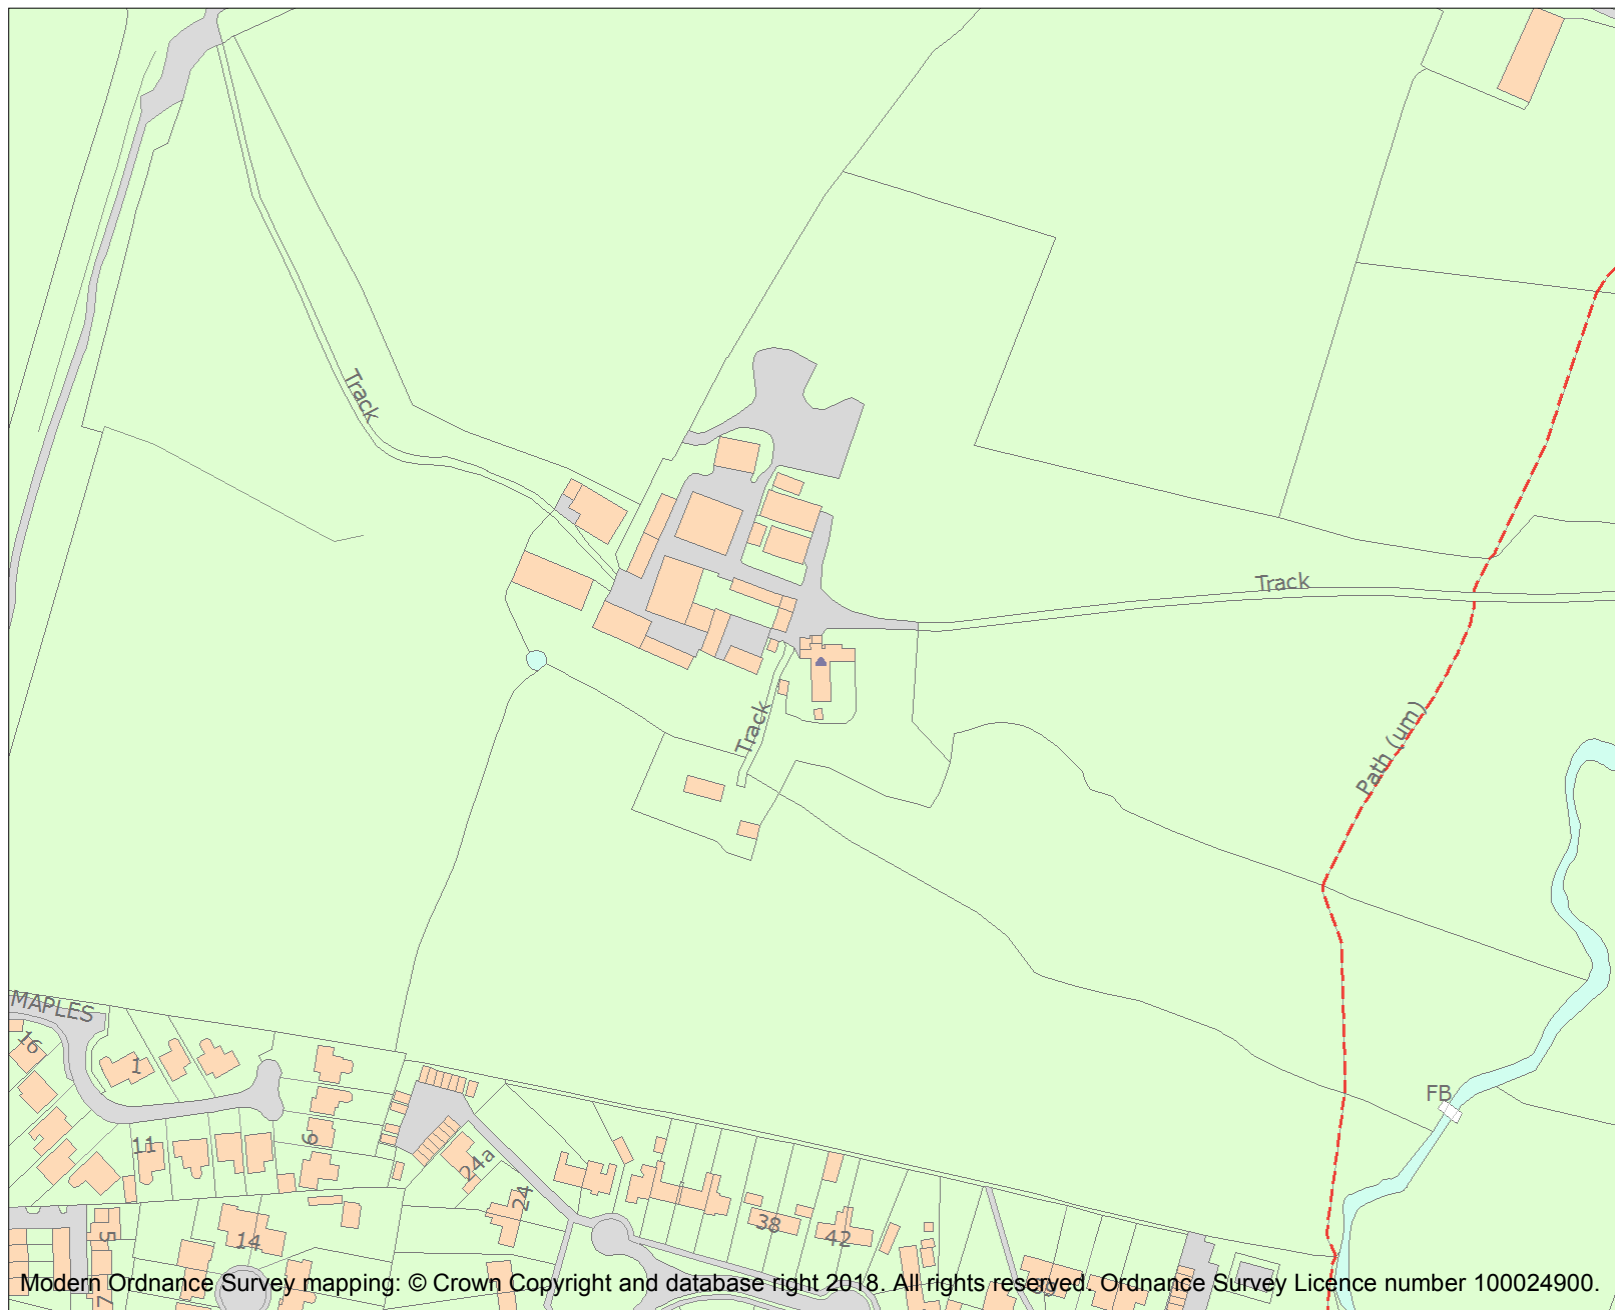 Track
Track
Track
Path (um)
MAPLES
16
1
FB
11
9
24a
24
5
14
38
42
Modern Ordnance Survey mapping: © Crown Copyright and database right 2018. All rights reserved. Ordnance Survey Licence number 100024900.